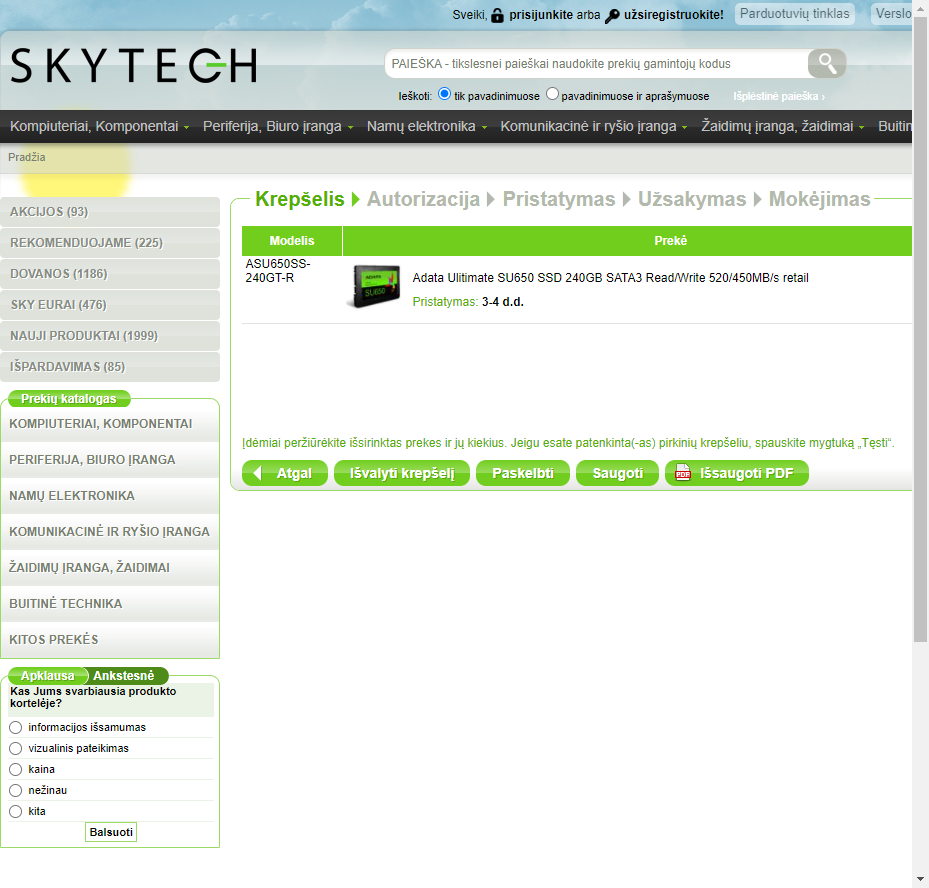 Sveiki, prisijunkite arba užsiregistruokite! Parduotuvių tinklas Verslo
SKYTECH
PAIEŠKA - tikslesnei paieškai naudokite prekių gamintojų kodus
Ieškoti: tik pavadinimuose pavadinimuose ir aprašymuose Išplėstinė paieška ›
Kompiuteriai, Komponentai Periferija, Biuro įranga Namų elektronika Komunikacinė ir ryšio įranga Žaidimų įranga, žaidimai Buitin
Pradžia
AKCIJOS (93)
REKOMENDUOJAME (225)
DOVANOS (1186)
SKY EURAI (476)
NAUJI PRODUKTAI (1999)
IŠPARDAVIMAS (85)
Prekių katalogas
KOMPIUTERIAI, KOMPONENTAI
PERIFERIJA, BIURO ĮRANGA
NAMŲ ELEKTRONIKA
KOMUNIKACINĖ IR RYŠIO ĮRANGA
ŽAIDIMŲ ĮRANGA, ŽAIDIMAI
BUITINĖ TECHNIKA
KITOS PREKĖS
Apklausa Ankstesnė
Kas Jums svarbiausia produkto
kortelėje?
informacijos išsamumas
vizualinis pateikimas
kaina
nežinau
kita
Balsuoti
Krepšelis Autorizacija Pristatymas Užsakymas Mokėjimas
Modelis Prekė
ASU650SS-
240GT-R
SU650
Adata Ulitimate SU650 SSD 240GB SATA3 Read/Write 520/450MB/s retail
Pristatymas: 3-4 d.d.
Įdėmiai peržiūrėkite išsirinktas prekes ir jų kiekius. Jeigu esate patenkinta(-as) pirkinių krepšeliu, spauskite mygtuką „Tęsti“.
Atgal Išvalyti krepšelį Paskelbti Saugoti PDF Išsaugoti PDF